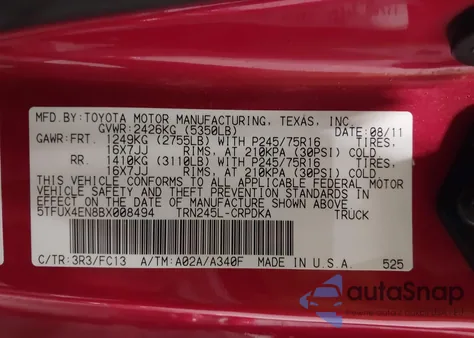 MFD.BY: TOYOTA MOTOR MANUFACTURING, TEXAS, INC.
GVWR: 2426KG (5350LB) DATE: 08/11
GAWR: FRT. 1249KG (2755LB) WITH P245/75R16 TIRES,
16X7JJ RIMS, AT 210KPA (30PSI) COLD
RR. 1410KG (3110LB) WITH P245/75R16 TIRES,
16X7JJ RIMS, AT 210KPA (30PSI) COLD
THIS VEHICLE CONFORMS TO ALL APPLICABLE FEDERAL MOTOR
VEHICLE SAFETY AND THEFT PREVENTION STANDARDS IN
EFFECT ON THE DATE OF MANUFACTURE SHOWN ABOVE.
5TFUX4EN8BX008494 TRN245L-CRPDKA TRUCK
C/TR: 3R3/FC13 A/TM: A02A/A340F MADE IN U.S.A. 525
autoSnap